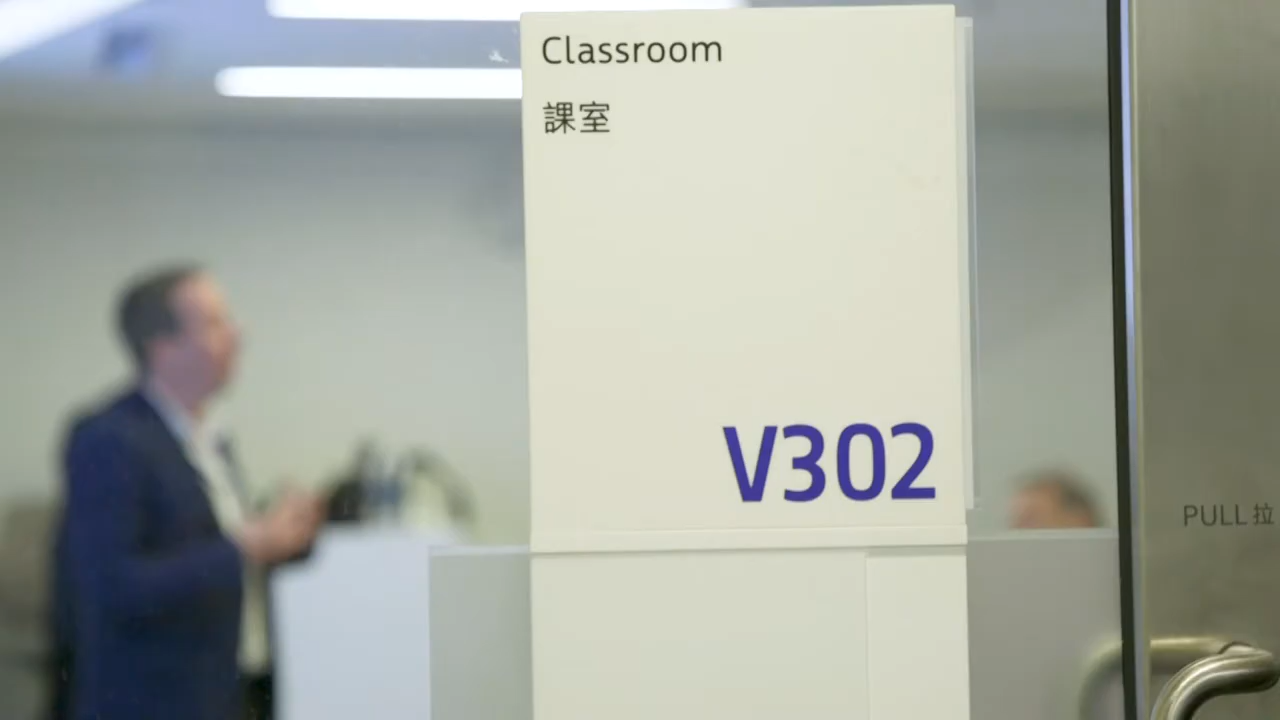 Classroom
課室
V302
PULL 拉